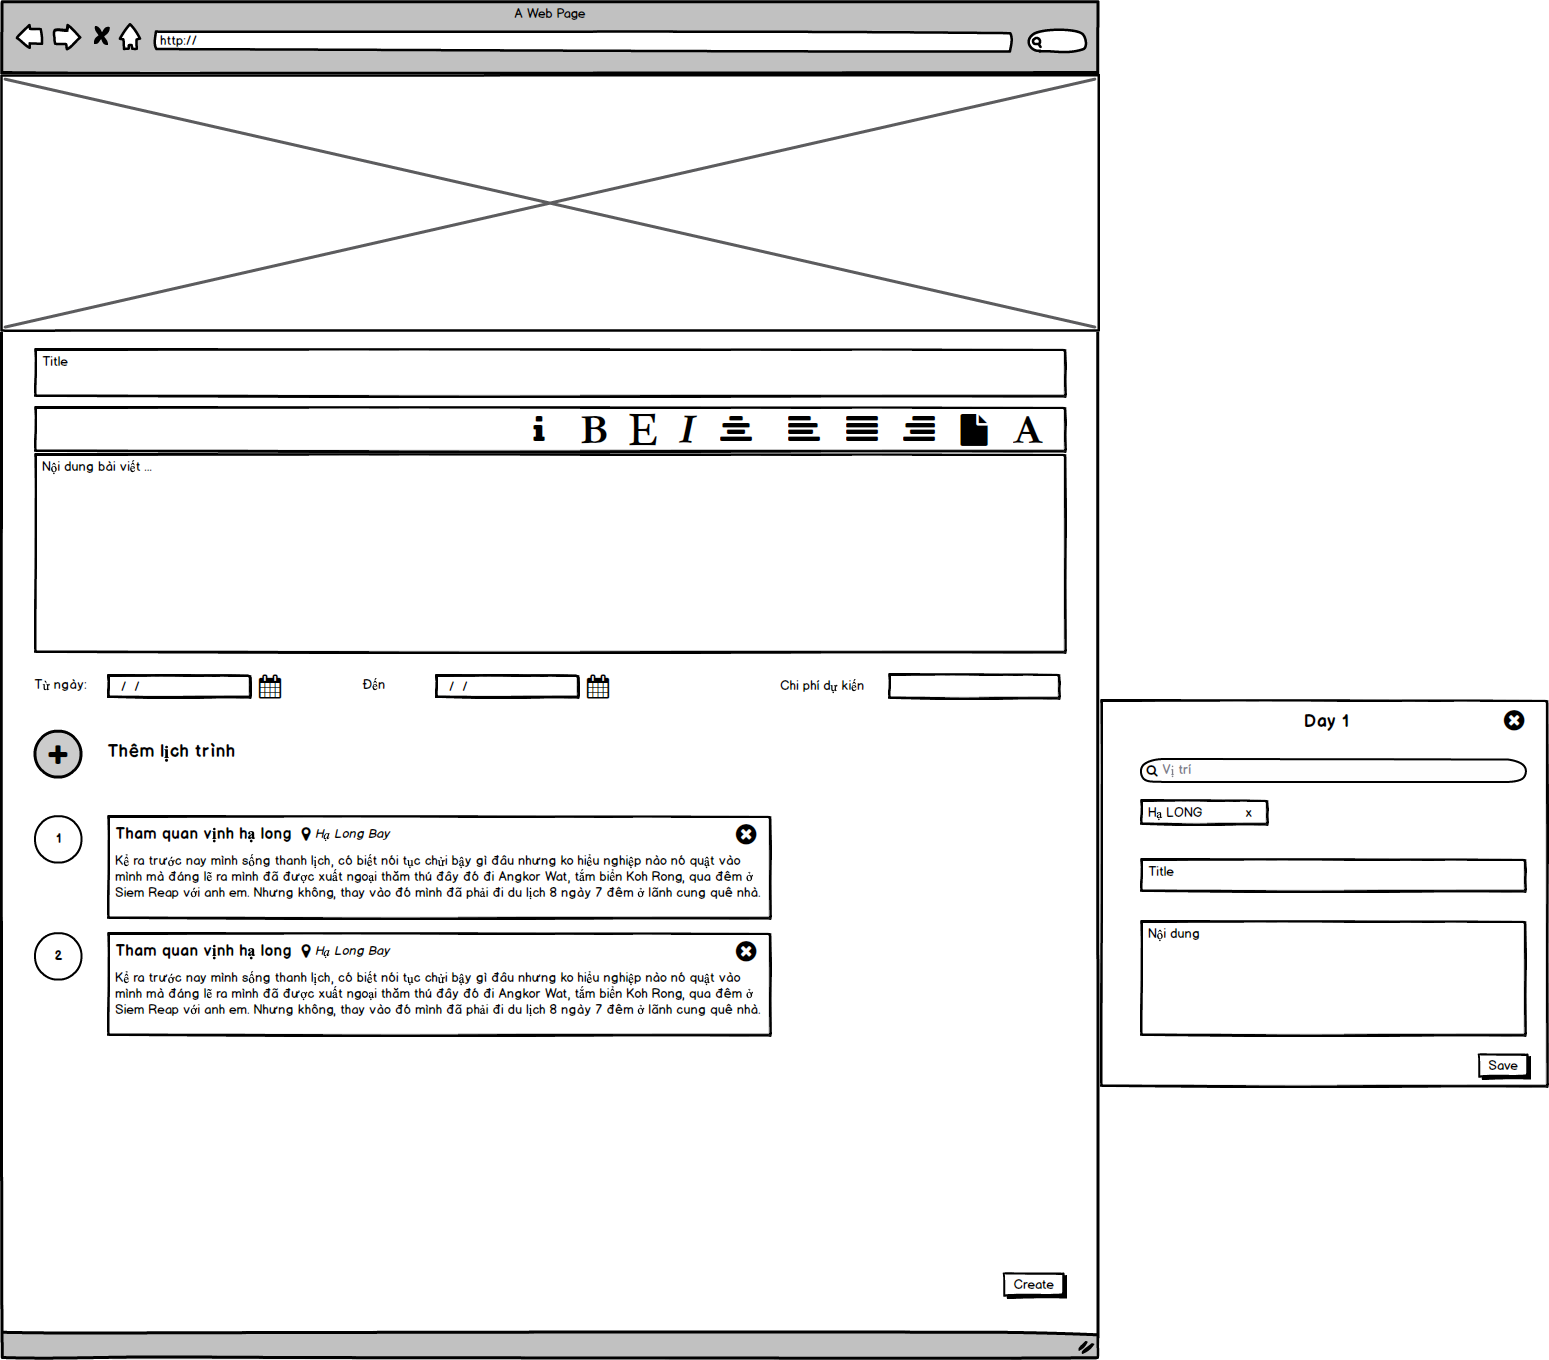 A Web Page
http://
Title
B E I A
Nội dung bài viết ...
Từ ngày: / / Đến / / Chi phí dự kiến
Thêm lịch trình
1
Tham quan vịnh hạ long Hạ Long Bay
Kể ra trước nay mình sống thanh lịch, có biết nói tục chửi bậy gì đâu nhưng ko hiểu nghiệp nào nó quật vào
mình mà đáng lẽ ra mình đã được xuất ngoại thăm thú đây đó đi Angkor Wat, tắm biển Koh Rong, qua đêm ở
Siem Reap với anh em. Nhưng không, thay vào đó mình đã phải đi du lịch 8 ngày 7 đêm ở lãnh cung quê nhà.
2
Tham quan vịnh hạ long Hạ Long Bay
Kể ra trước nay mình sống thanh lịch, có biết nói tục chửi bậy gì đâu nhưng ko hiểu nghiệp nào nó quật vào
mình mà đáng lẽ ra mình đã được xuất ngoại thăm thú đây đó đi Angkor Wat, tắm biển Koh Rong, qua đêm ở
Siem Reap với anh em. Nhưng không, thay vào đó mình đã phải đi du lịch 8 ngày 7 đêm ở lãnh cung quê nhà.
Create
Day 1
Vị trí
Hạ LONG x
Title
Nội dung
Save